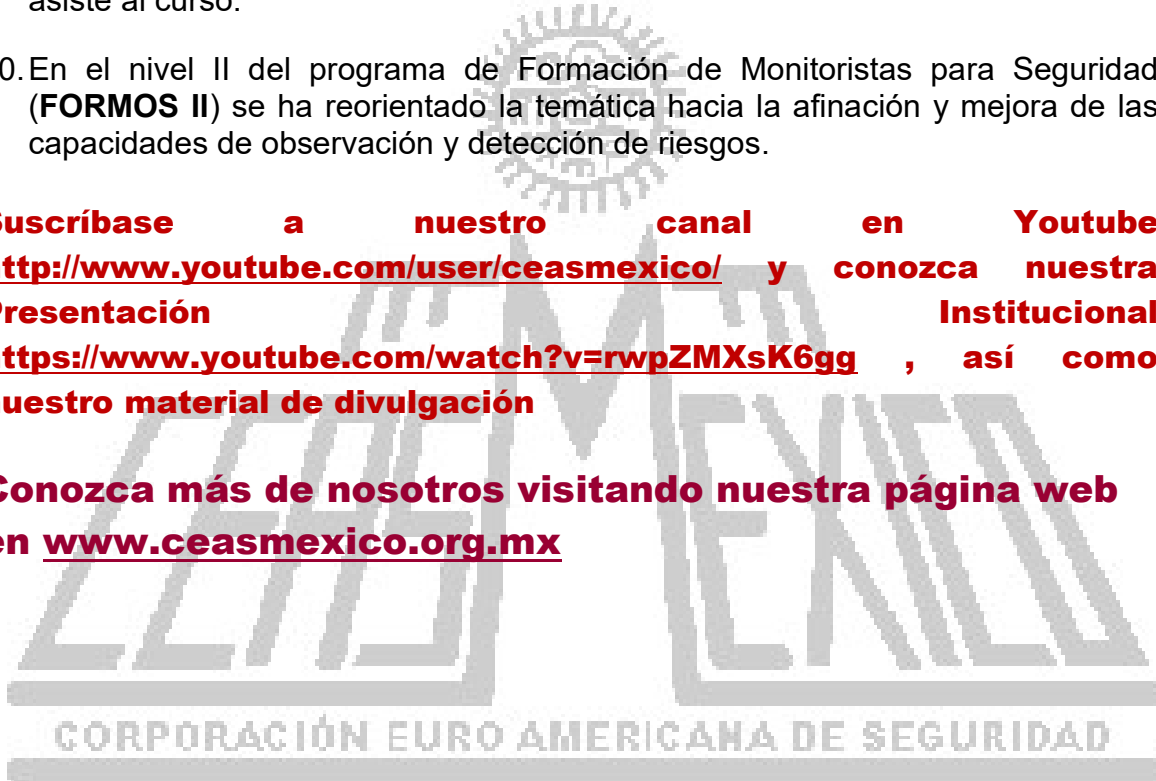 asiste al curso.
0. En el nivel II del programa de Formación de Monitoristas para Seguridad
(FORMOS II) se ha reorientado la temática hacia la afinación y mejora de las
capacidades de observación y detección de riesgos.
Suscríbase a nuestro canal en Youtube
ttp://www.youtube.com/user/ceasmexico/ y conozca nuestra
Presentación Institucional
ttps://www.youtube.com/watch?v=rwpZMXsK6gg , así como
nuestro material de divulgación
Conozca más de nosotros visitando nuestra página web
en www.ceasmexico.org.mx
CEAS MEXICO
CORPORACIÓN EURO AMERICANA DE SEGURIDAD